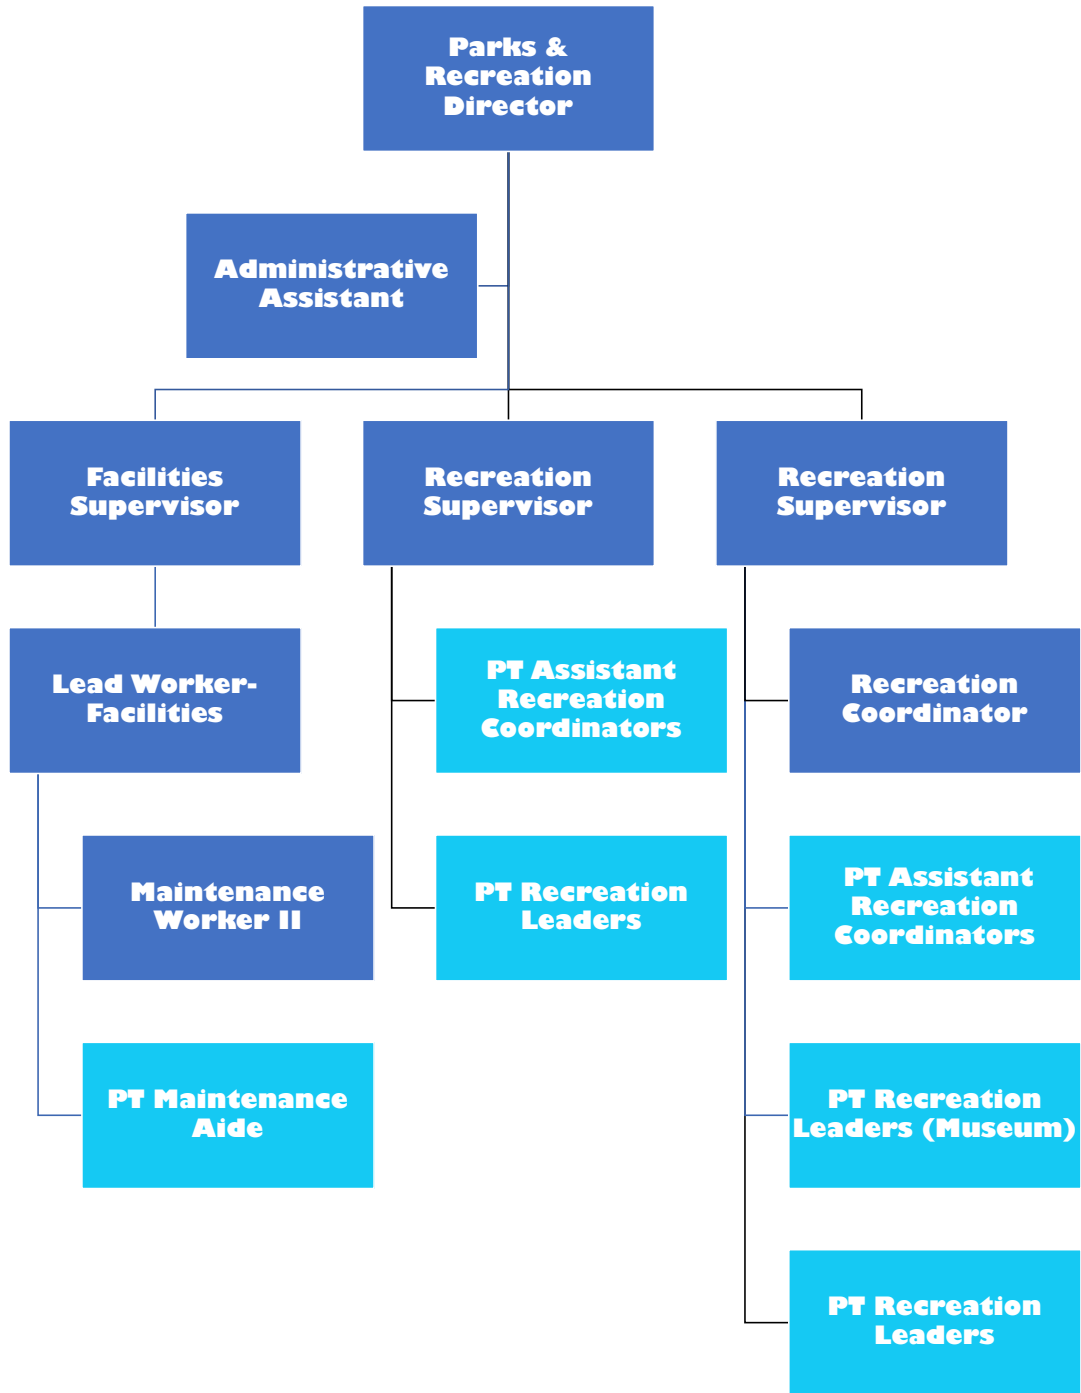 Parks &
Recreation
Director
Administrative
Assistant
Facilities
Supervisor
Recreation
Supervisor
Recreation
Supervisor
Lead Worker-
Facilities
PT Assistant
Recreation
Coordinators
Recreation
Coordinator
Maintenance
Worker II
PT Recreation
Leaders
PT Assistant
Recreation
Coordinators
PT Maintenance
Aide
PT Recreation
Leaders (Museum)
PT Recreation
Leaders